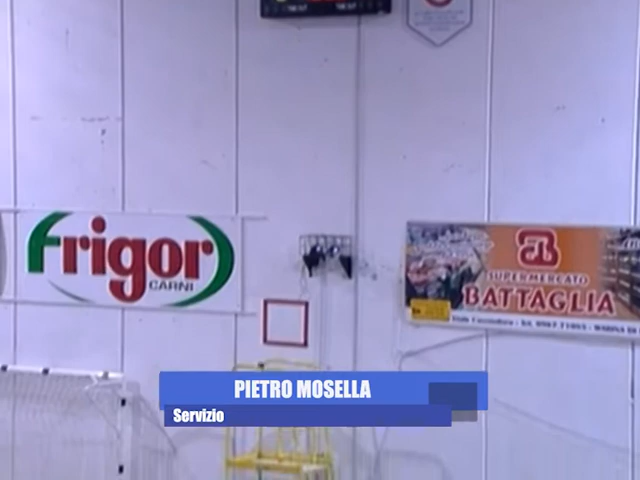 Frigor
CARNI
SUPERMERCATO
BATTAGLIA
PIETRO MOSELLA
Servizio